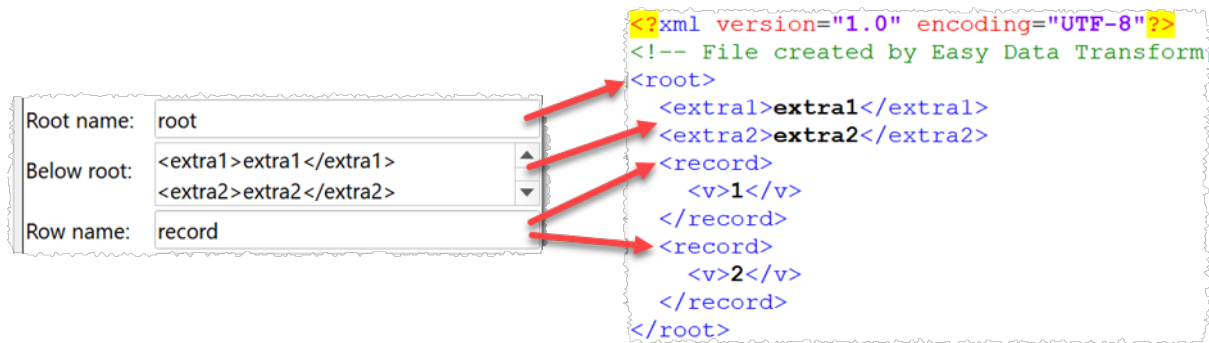 Root name: root
Below root: <extra1>extra1</extra1>
<extra2>extra2</extra2>
Row name: record
<?xml version="1.0" encoding="UTF-8"?>
<!-- File created by Easy Data Transform
<root>
<extra1>extra1</extra1>
<extra2>extra2</extra2>
<record>
<v>1</v>
</record>
<record>
<v>2</v>
</record>
</root>